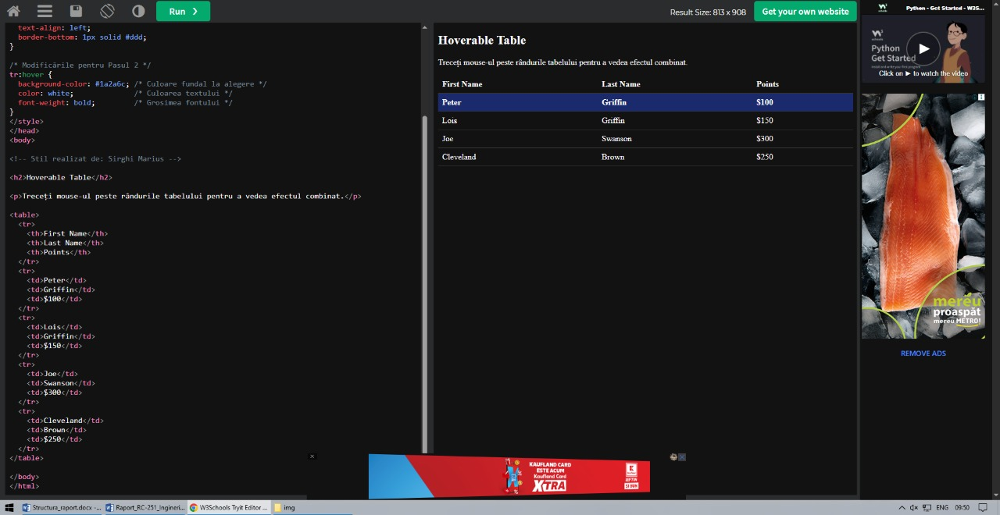 Run ❯
Result Size: 813 x 908
Get your own website
text-align: left;
border-bottom: 1px solid #ddd;
}
/* Modificările pentru Pasul 2 */
tr:hover {
background-color: #1a2a6c; /* Culoare fundal la alegere */
color: white; /* Culoarea textului */
font-weight: bold; /* Grosimea fontului */
}
</style>
</head>
<body>
<!-- Stil realizat de: Sirghi Marius -->
<h2>Hoverable Table</h2>
<p>Treceți mouse-ul peste rândurile tabelului pentru a vedea efectul combinat.</p>
<table>
<tr>
<th>First Name</th>
<th>Last Name</th>
<th>Points</th>
</tr>
<tr>
<td>Peter</td>
<td>Griffin</td>
<td>$100</td>
</tr>
<tr>
<td>Lois</td>
<td>Griffin</td>
<td>$150</td>
</tr>
<tr>
<td>Joe</td>
<td>Swanson</td>
<td>$300</td>
</tr>
<tr>
<td>Cleveland</td>
<td>Brown</td>
<td>$250</td>
</tr>
</table>
</body>
</html>
Hoverable Table
Treceți mouse-ul peste rândurile tabelului pentru a vedea efectul combinat.
First Name Last Name Points
Peter Griffin $100
Lois Griffin $150
Joe Swanson $300
Cleveland Brown $250
Python - Get Started - W3S...
Python
Get Started
Click on ► to watch the video
mereu
proaspăt
mereu METRO!
REMOVE ADS
KAUFLAND CARD
ESTE ACUM
Kaufland Card
XTRA
Structura_raport.docx -...
Raport_RC-251_Ingineri...
W3Schools Tryit Editor ...
img
ENG
09:50